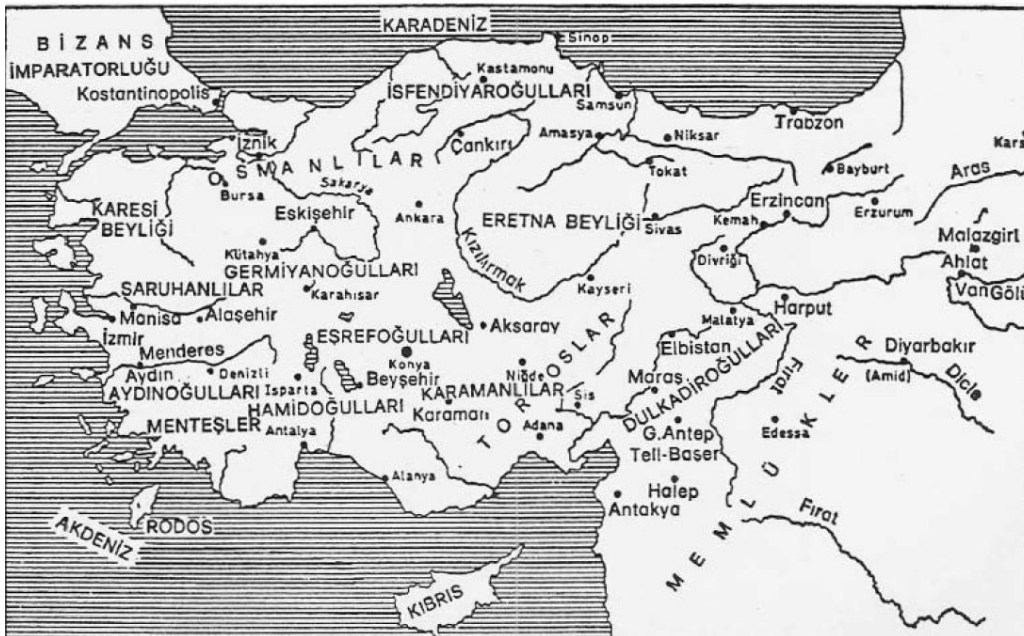 KARADENİZ
BİZANS
İMPARATORLUĞU
Kostantinopolis
Sinop
Kastamonu
İSFENDİYAROĞULLARI
Samsun
Trabzon
İznik
OSMANLILAR
Çankırı
Amasya
Niksar
Kars
Bursa
Sakarya
Tokat
Bayburt
Aras
KARESİ
BEYLİĞİ
Eskişehir
Ankara
ERETNA BEYLİĞİ
Sivas
Kemah
Erzincan
Erzurum
Kütahya
Kızılırmak
Divriği
Malazgirt
Ahlat
GERMİYANOĞULLARI
Karahısar
Kayseri
Van Gölü
SARUHANLILAR
Manisa
Alaşehir
Aksaray
Malatya
Harput
İzmir
EŞREFOĞULLARI
TOROSLAR
Elbistan
Menderes
Konya
Diyarbakır
(Amid)
Dicle
Aydın
Denizli
Isparta
Beyşehir
Niğde
Maraş
Fırat
AYDINOĞULLARI
HAMİDOĞULLARI
KARAMANLILAR
Karaman
Sis
DULKADİROĞULLARI
MENTEŞLER
Antalya
Adana
G.Antep
Edessa
Tell-Başer
Alanya
Halep
Antakya
MEMLÜKLER
Fırat
RODOS
AKDENİZ
KIBRIS